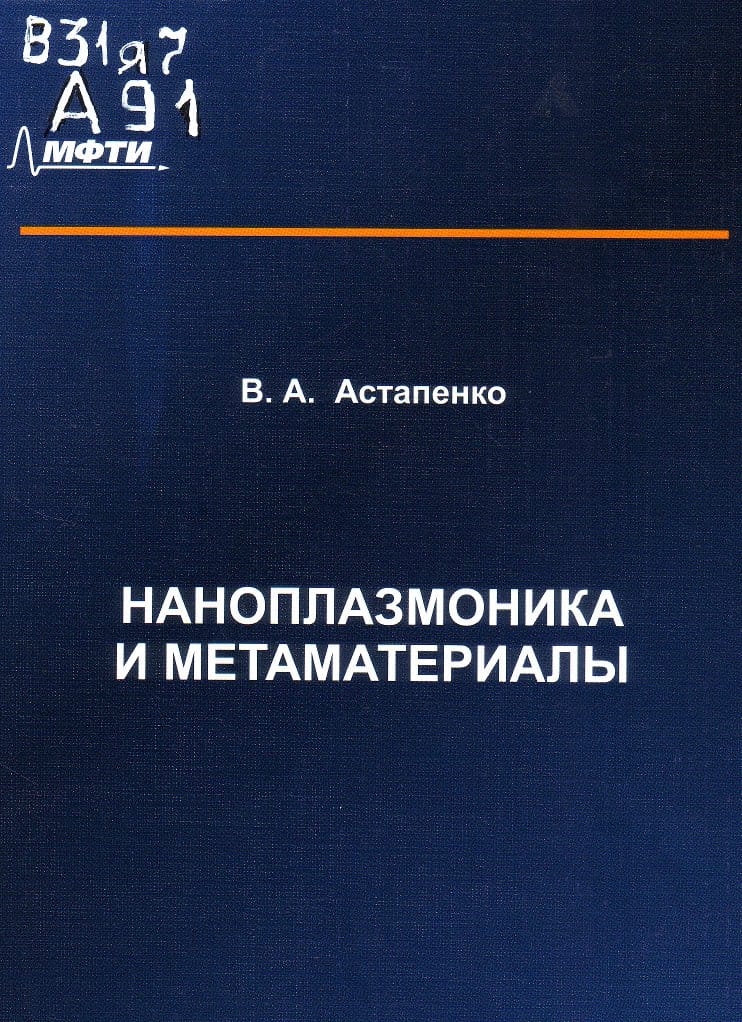 В31я7
А91
МФТИ
В. А. Астапенко
НАНОПЛАЗМОНИКА
И МЕТАМАТЕРИАЛЫ